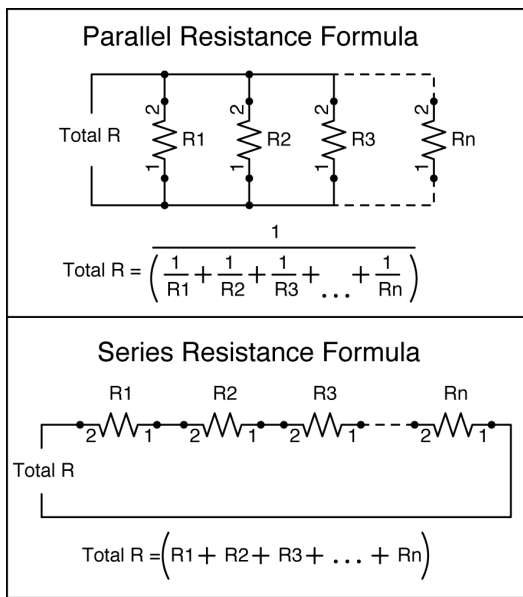 Parallel Resistance Formula
2 2 2 2
Total R R1 R2 R3 Rn
1 1 1 1
1
Total R = ( 1/R1 + 1/R2 + 1/R3 + ... + 1/Rn )
Series Resistance Formula
R1 R2 R3 Rn
2 1 2 1 2 1 2 1
Total R
Total R = ( R1 + R2 + R3 + ... + Rn )